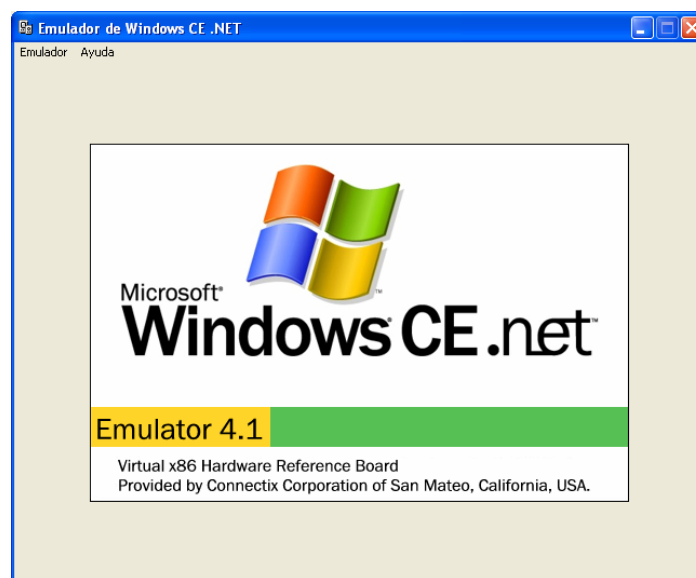 Emulador de Windows CE .NET
Emulador Ayuda
Microsoft®
Windows® CE .net™
Emulator 4.1
Virtual x86 Hardware Reference Board
Provided by Connectix Corporation of San Mateo, California, USA.